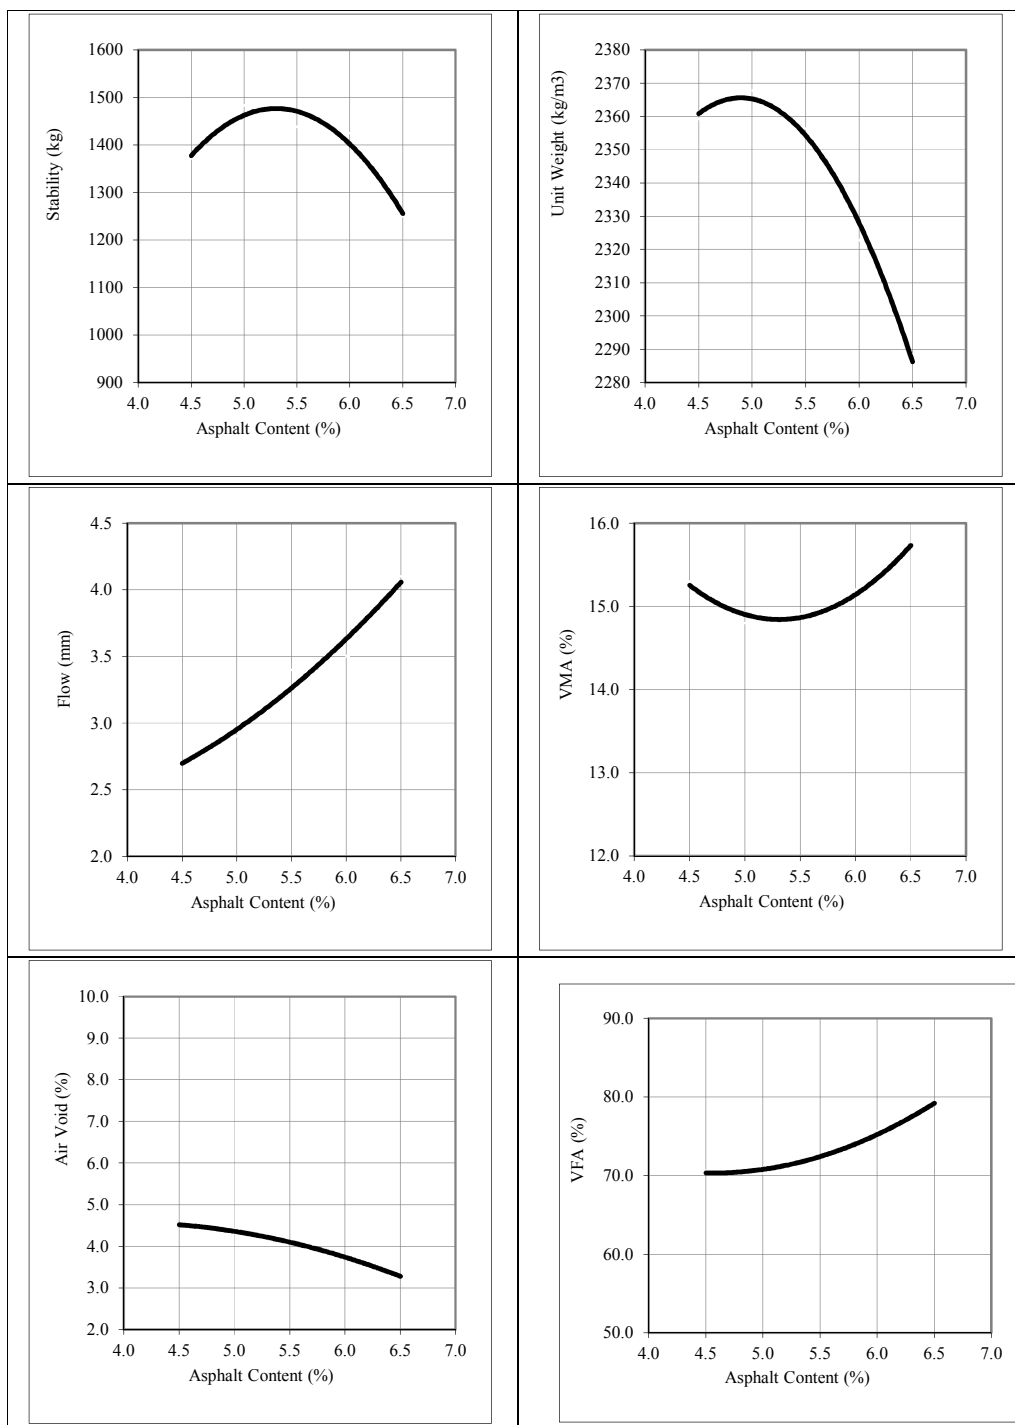 1600
1500
1400
1300
1200
1100
1000
900
Stability (kg)
4.0 4.5 5.0 5.5 6.0 6.5 7.0
Asphalt Content (%)
2380
2370
2360
2350
2340
2330
2320
2310
2300
2290
2280
Unit Weight (kg/m3)
4.0 4.5 5.0 5.5 6.0 6.5 7.0
Asphalt Content (%)
4.5
4.0
3.5
3.0
2.5
2.0
Flow (mm)
4.0 4.5 5.0 5.5 6.0 6.5 7.0
Asphalt Content (%)
16.0
15.0
14.0
13.0
12.0
VMA (%)
4.0 4.5 5.0 5.5 6.0 6.5 7.0
Asphalt Content (%)
10.0
9.0
8.0
7.0
6.0
5.0
4.0
3.0
2.0
Air Void (%)
4.0 4.5 5.0 5.5 6.0 6.5 7.0
Asphalt Content (%)
90.0
80.0
70.0
60.0
50.0
VFA (%)
4.0 4.5 5.0 5.5 6.0 6.5 7.0
Asphalt Content (%)